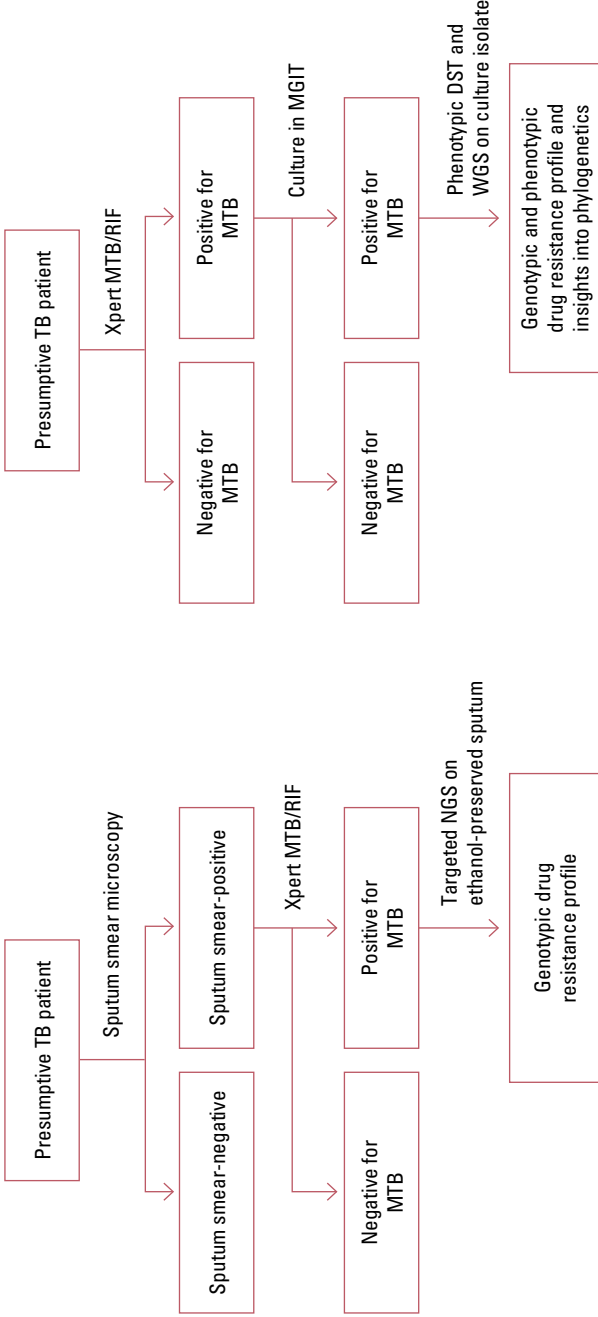 Presumptive TB patient
Sputum smear microscopy
Sputum smear-negative
Sputum smear-positive
Xpert MTB/RIF
Negative for
MTB
Positive for
MTB
Targeted NGS on
ethanol-preserved sputum
Genotypic drug
resistance profile
Presumptive TB patient
Xpert MTB/RIF
Negative for
MTB
Positive for
MTB
Culture in MGIT
Negative for
MTB
Positive for
MTB
Phenotypic DST and
WGS on culture isolate
Genotypic and phenotypic
drug resistance profile and
insights into phylogenetics